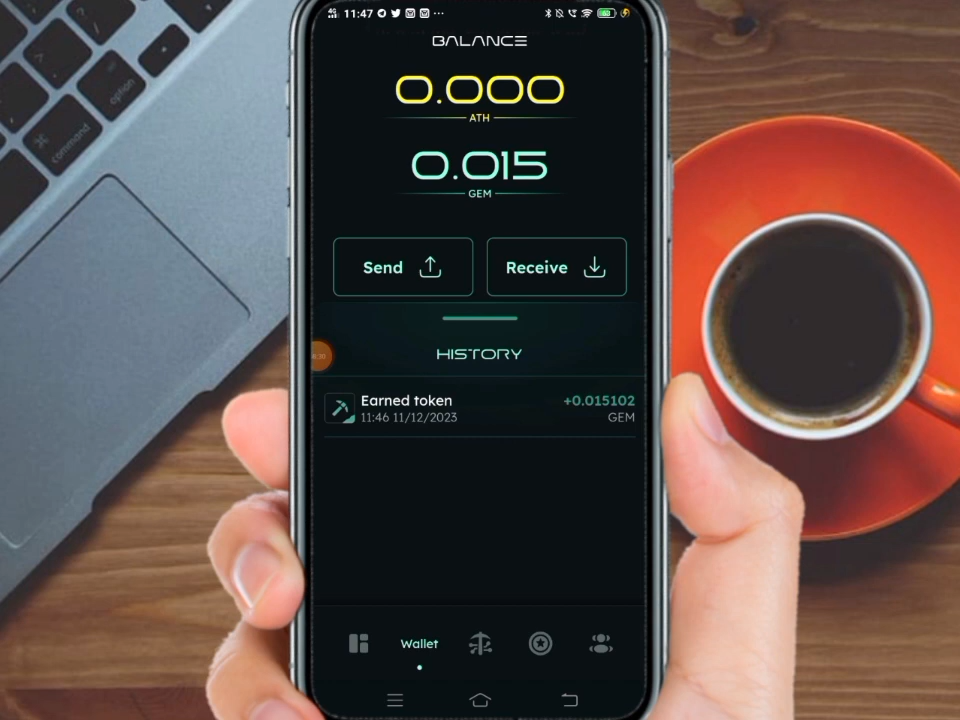 4G 11:47 ...
BALANCE
0.000
ATH
0.015
GEM
Send
Receive
HISTORY
Earned token
+0.015102
11:46 11/12/2023
GEM
Wallet
option
command